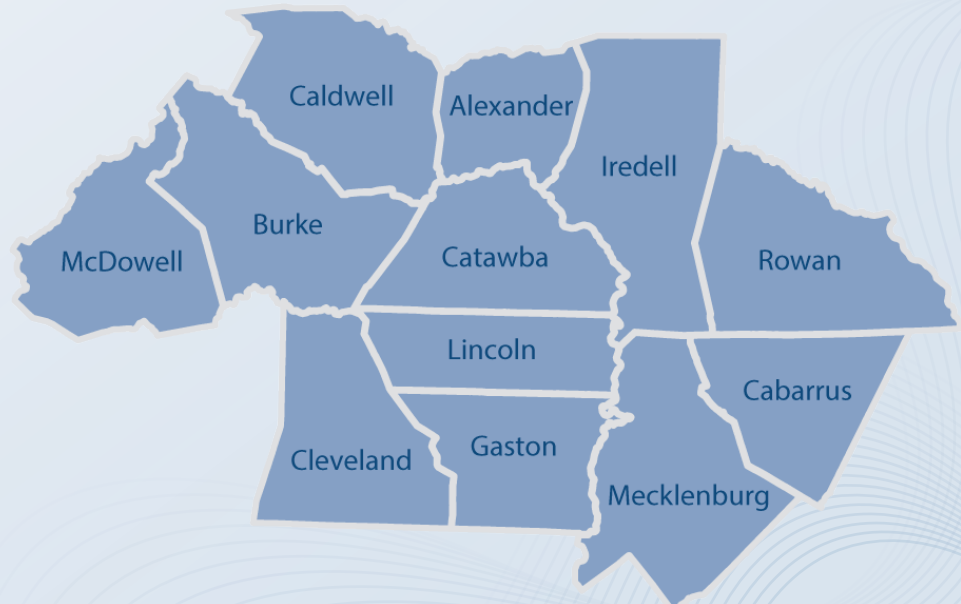 Caldwell
Alexander
Iredell
Burke
McDowell
Catawba
Rowan
Lincoln
Cabarrus
Gaston
Cleveland
Mecklenburg